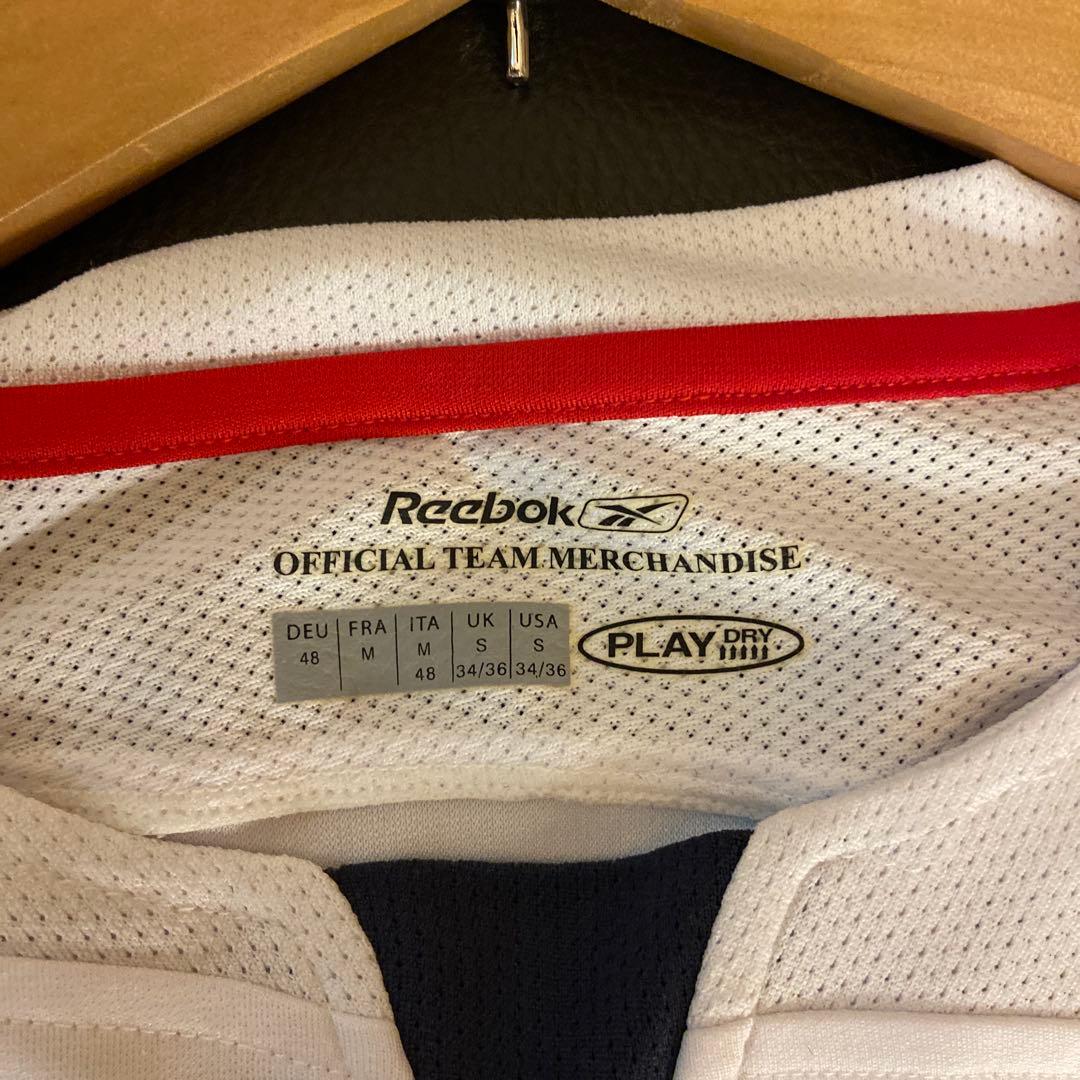 Reebok
OFFICIAL TEAM MERCHANDISE
DEU FRA ITA UK USA
48 M M S S
48 34/36 34/36
PLAY DRY